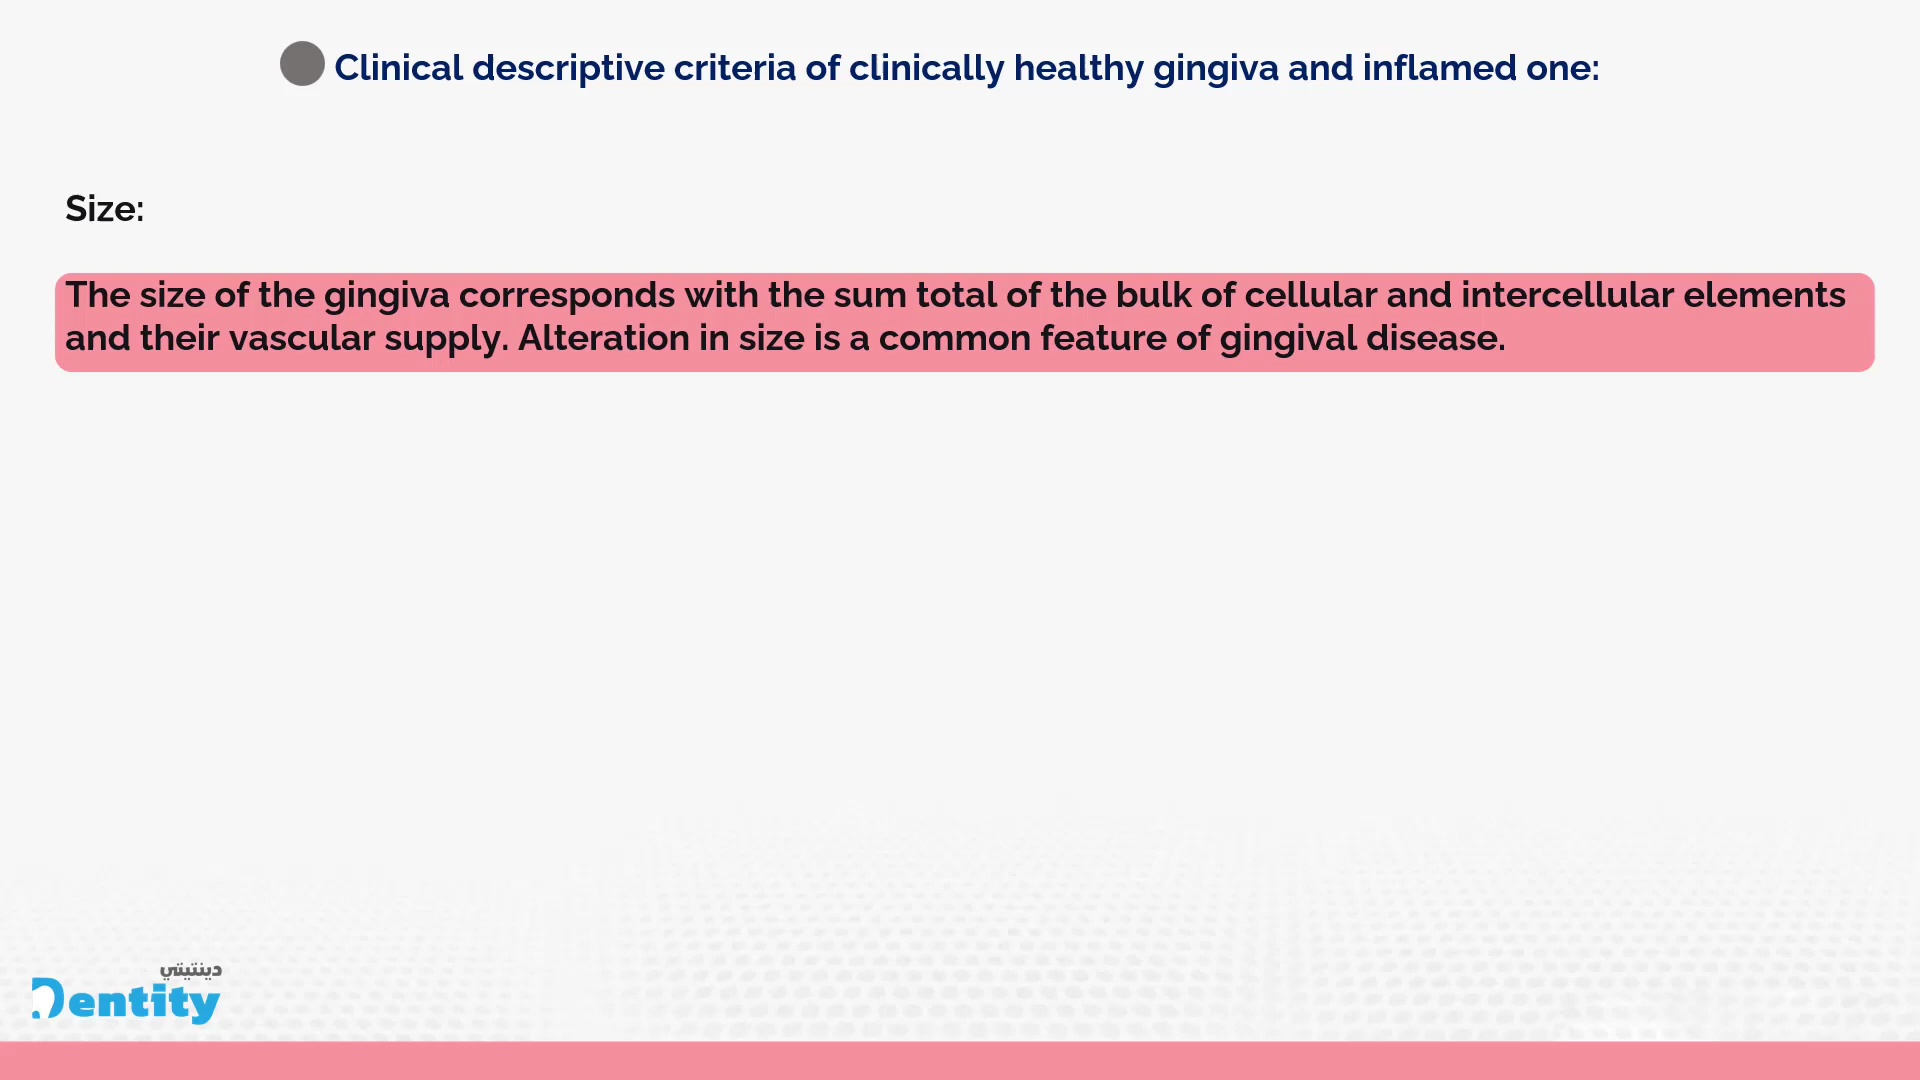 Clinical descriptive criteria of clinically healthy gingiva and inflamed one:
Size:
The size of the gingiva corresponds with the sum total of the bulk of cellular and intercellular elements
and their vascular supply. Alteration in size is a common feature of gingival disease.
دينتيتي
Dentity